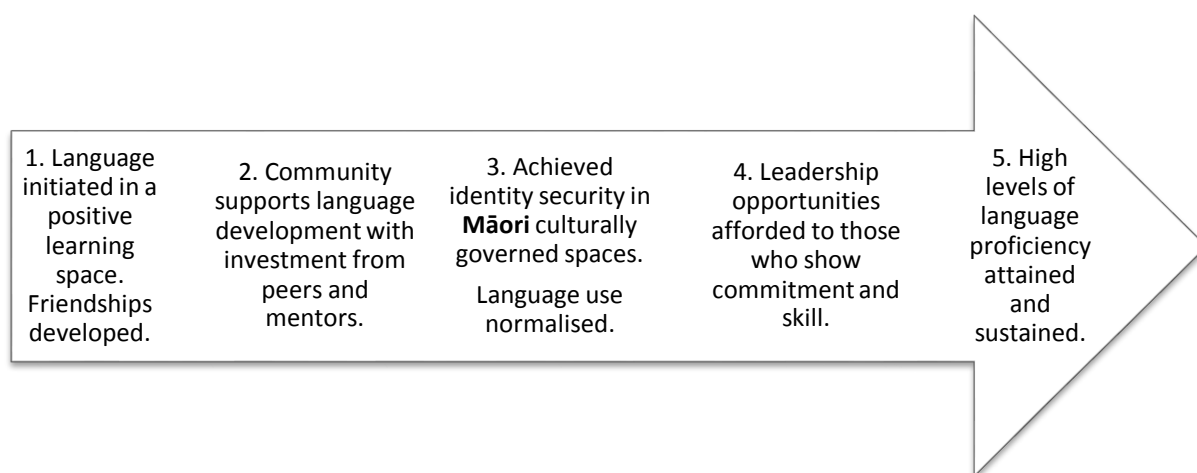 1. Language
initiated in a
positive
learning
space.
Friendships
developed.
2. Community
supports language
development with
investment from
peers and
mentors.
3. Achieved
identity security in
Māori culturally
governed spaces.
Language use
normalised.
4. Leadership
opportunities
afforded to those
who show
commitment and
skill.
5. High
levels of
language
proficiency
attained
and
sustained.